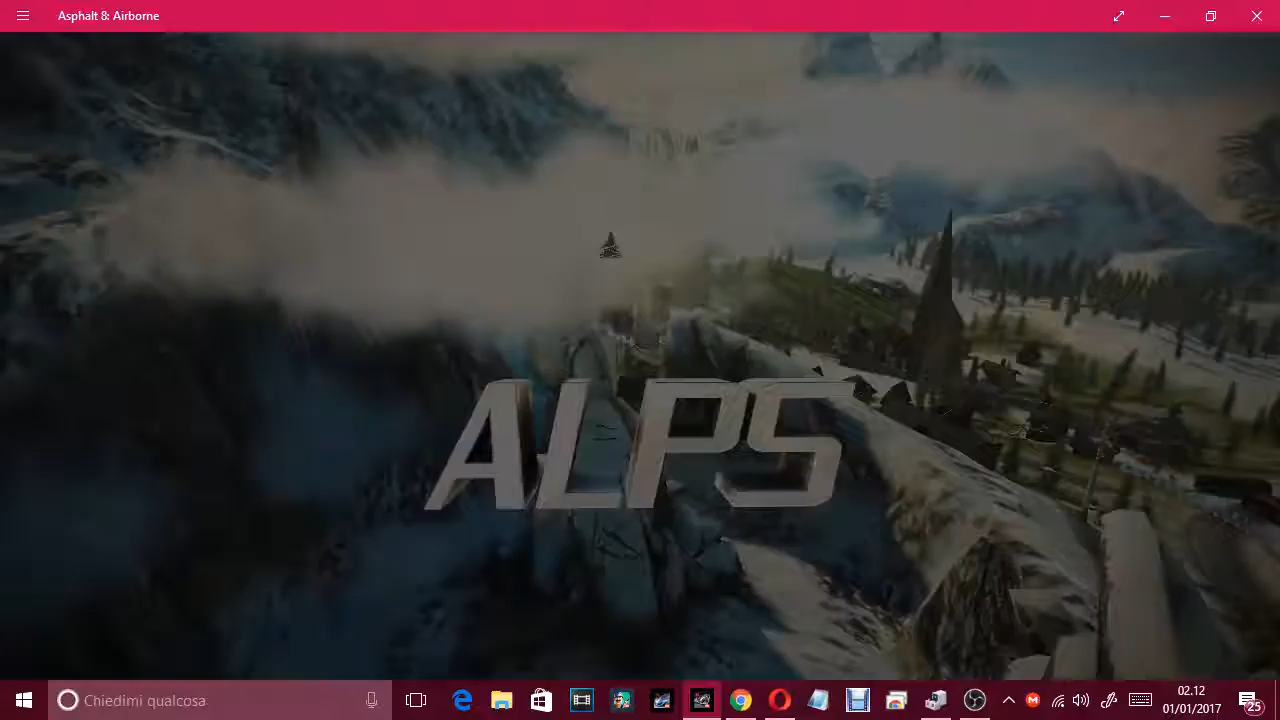 Asphalt 8: Airborne
ALPS
Chiedimi qualcosa
02.12
01/01/2017
25